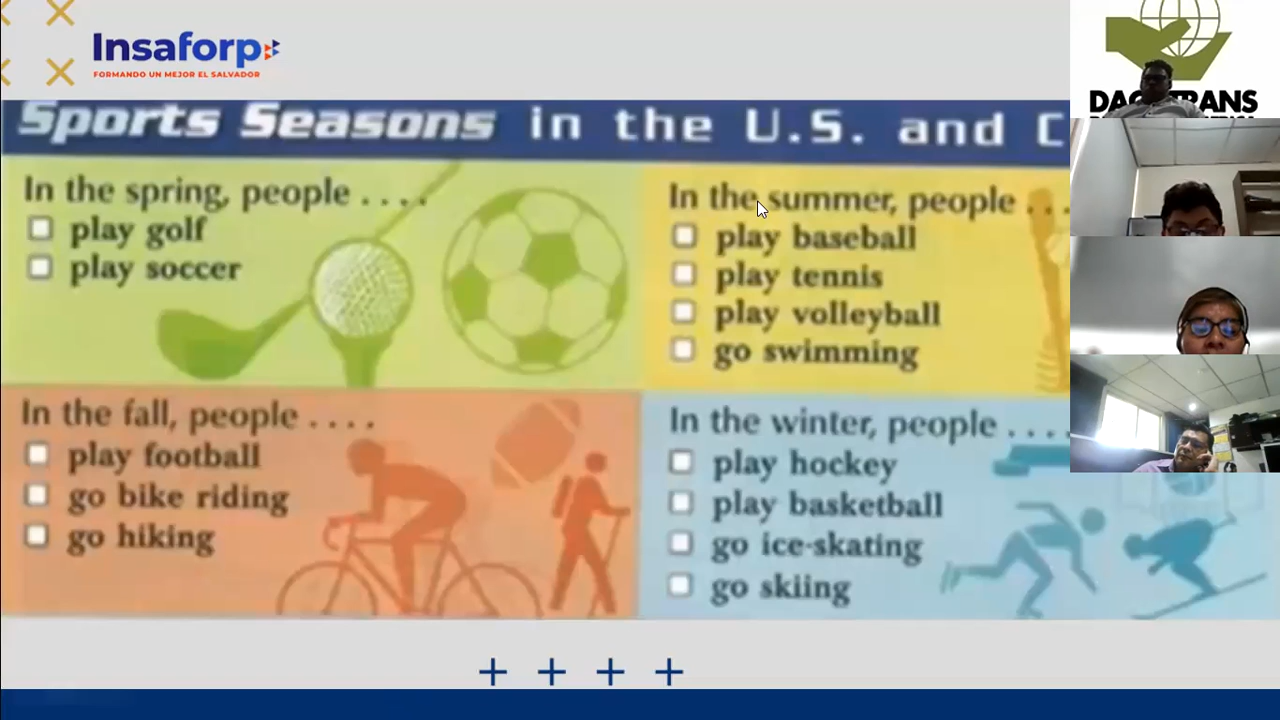 Insaforp
FORMANDO UN MEJOR EL SALVADOR
Sports Seasons in the U.S. and C
In the spring, people . . . .
play golf
play soccer
In the summer, people . . .
play baseball
play tennis
play volleyball
go swimming
In the fall, people . . . .
play football
go bike riding
go hiking
In the winter, people . . . .
play hockey
play basketball
go ice-skating
go skiing